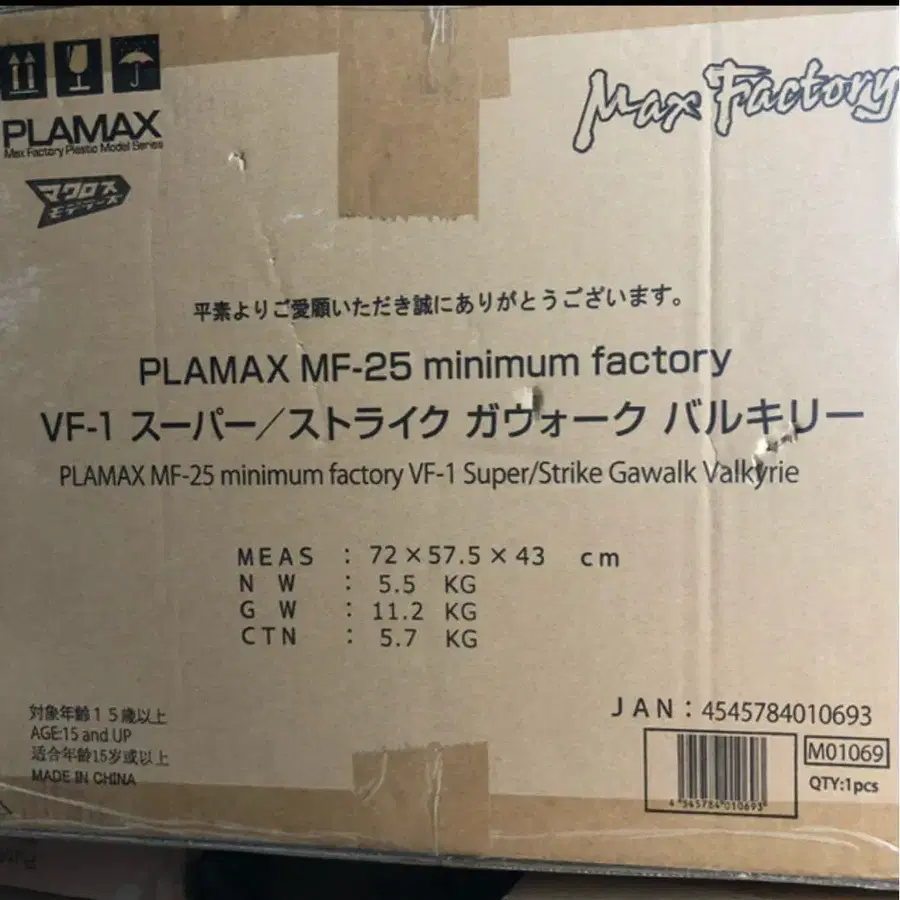 Max Factory
PLAMAX
Max Factory Plastic Model Series
マクロス
モデラーズ
平素よりご愛願いただき誠にありがとうございます。
PLAMAX MF-25 minimum factory
VF-1 スーパー／ストライク ガウォーク バルキリー
PLAMAX MF-25 minimum factory VF-1 Super/Strike Gawalk Valkyrie
MEAS : 72×57.5×43 cm
N W : 5.5 KG
G W : 11.2 KG
CTN : 5.7 KG
対象年齢15歳以上
AGE:15 and UP
适合年龄15岁或以上
MADE IN CHINA
JAN：4545784010693
M01069
QTY:1pcs
4 545784 010693